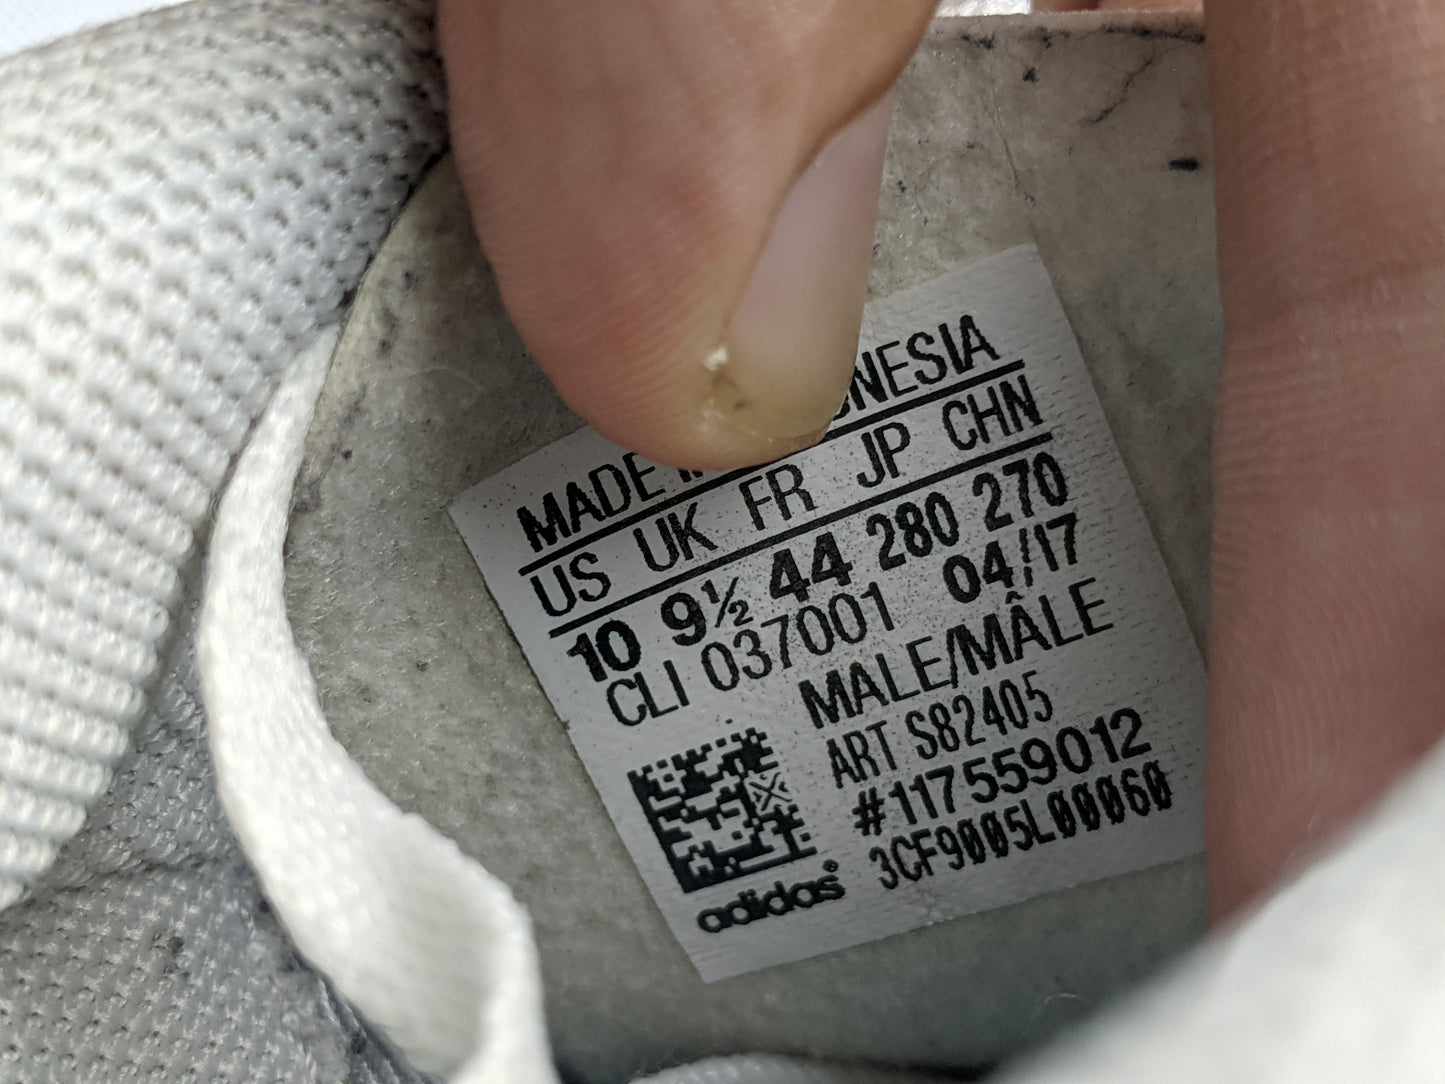 MADE
US UK FR JP CHN
10 9½ 44 280 270
CLI 037001 04/17
MALE/MÂLE
ART S82405
#117559012
3CF9005L00060
adidas®